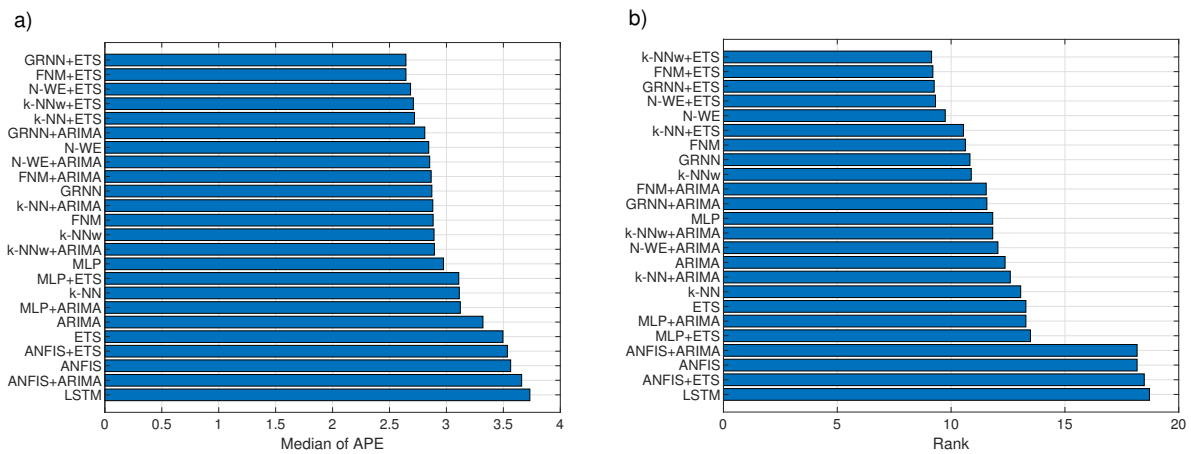 a)
GRNN+ETS
FNM+ETS
N-WE+ETS
k-NNw+ETS
k-NN+ETS
GRNN+ARIMA
N-WE
N-WE+ARIMA
FNM+ARIMA
GRNN
k-NN+ARIMA
FNM
k-NNw
k-NNw+ARIMA
MLP
MLP+ETS
k-NN
MLP+ARIMA
ARIMA
ETS
ANFIS+ETS
ANFIS
ANFIS+ARIMA
LSTM
0 0.5 1 1.5 2 2.5 3 3.5 4
Median of APE
b)
k-NNw+ETS
FNM+ETS
GRNN+ETS
N-WE+ETS
N-WE
k-NN+ETS
FNM
GRNN
k-NNw
FNM+ARIMA
GRNN+ARIMA
MLP
k-NNw+ARIMA
N-WE+ARIMA
ARIMA
k-NN+ARIMA
k-NN
ETS
MLP+ARIMA
MLP+ETS
ANFIS+ARIMA
ANFIS
ANFIS+ETS
LSTM
0 5 10 15 20
Rank